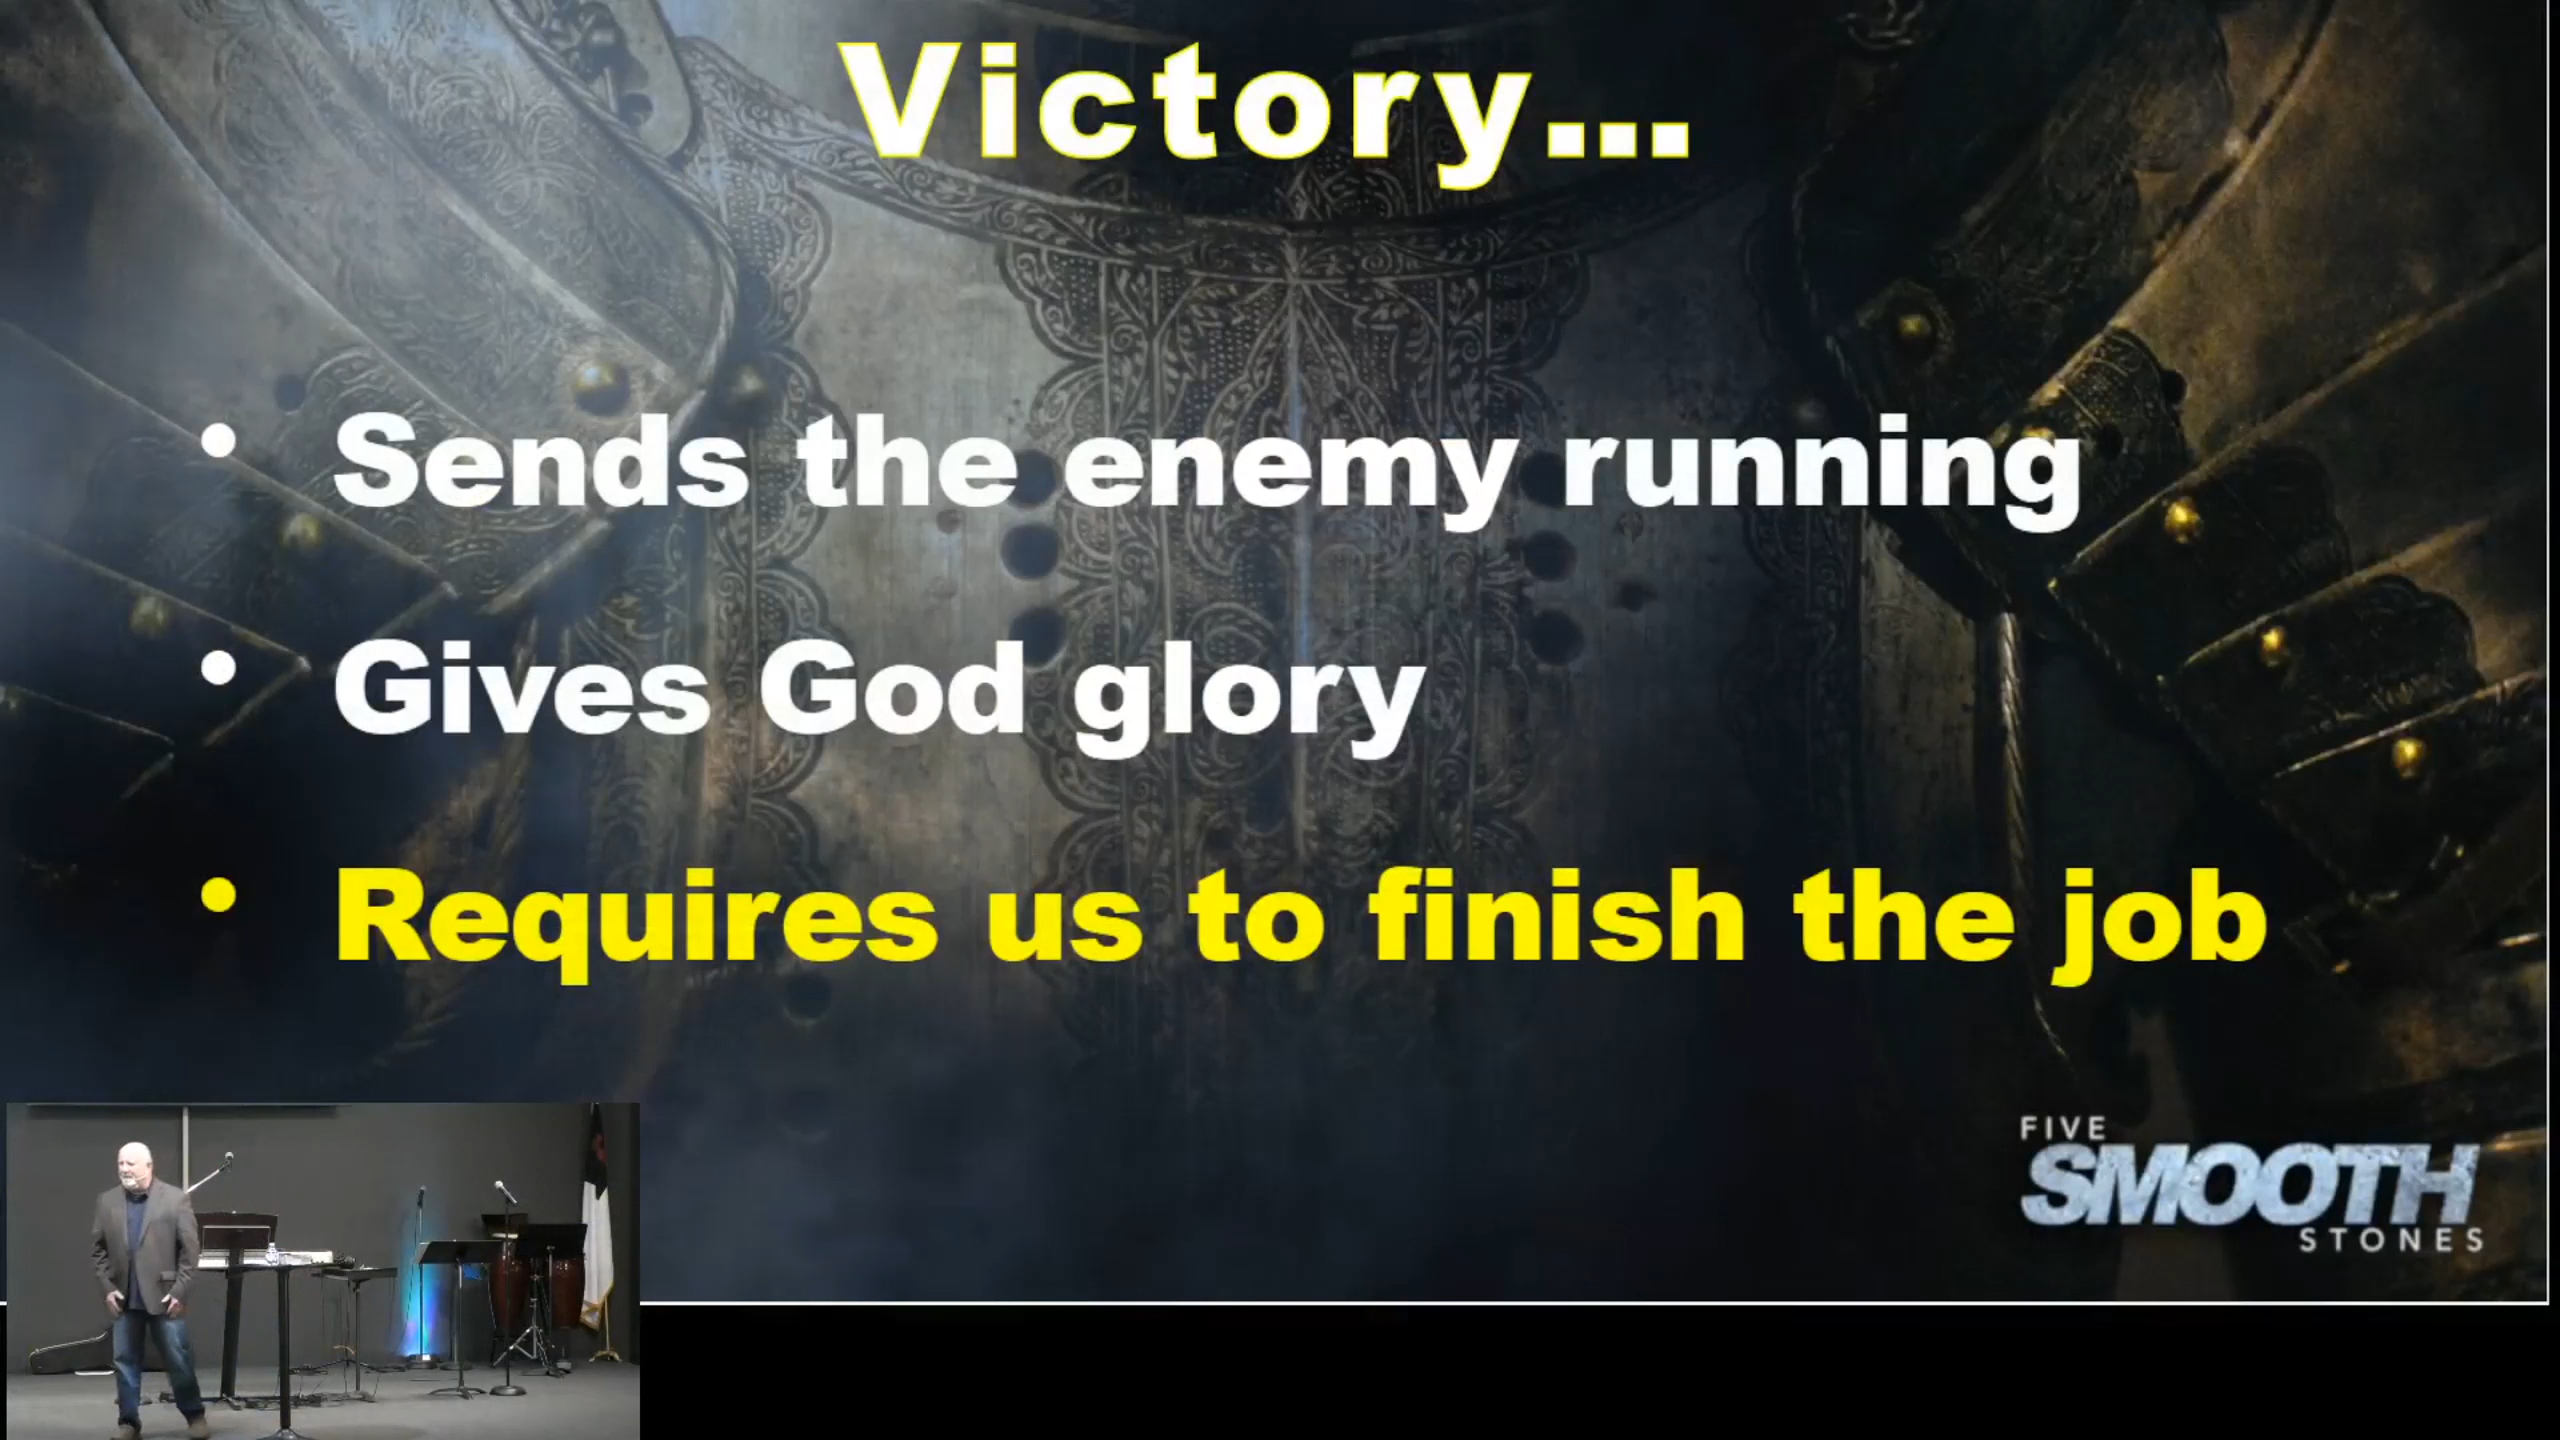 Victory...
• Sends the enemy running
• Gives God glory
• Requires us to finish the job
FIVE
SMOOTH
STONES